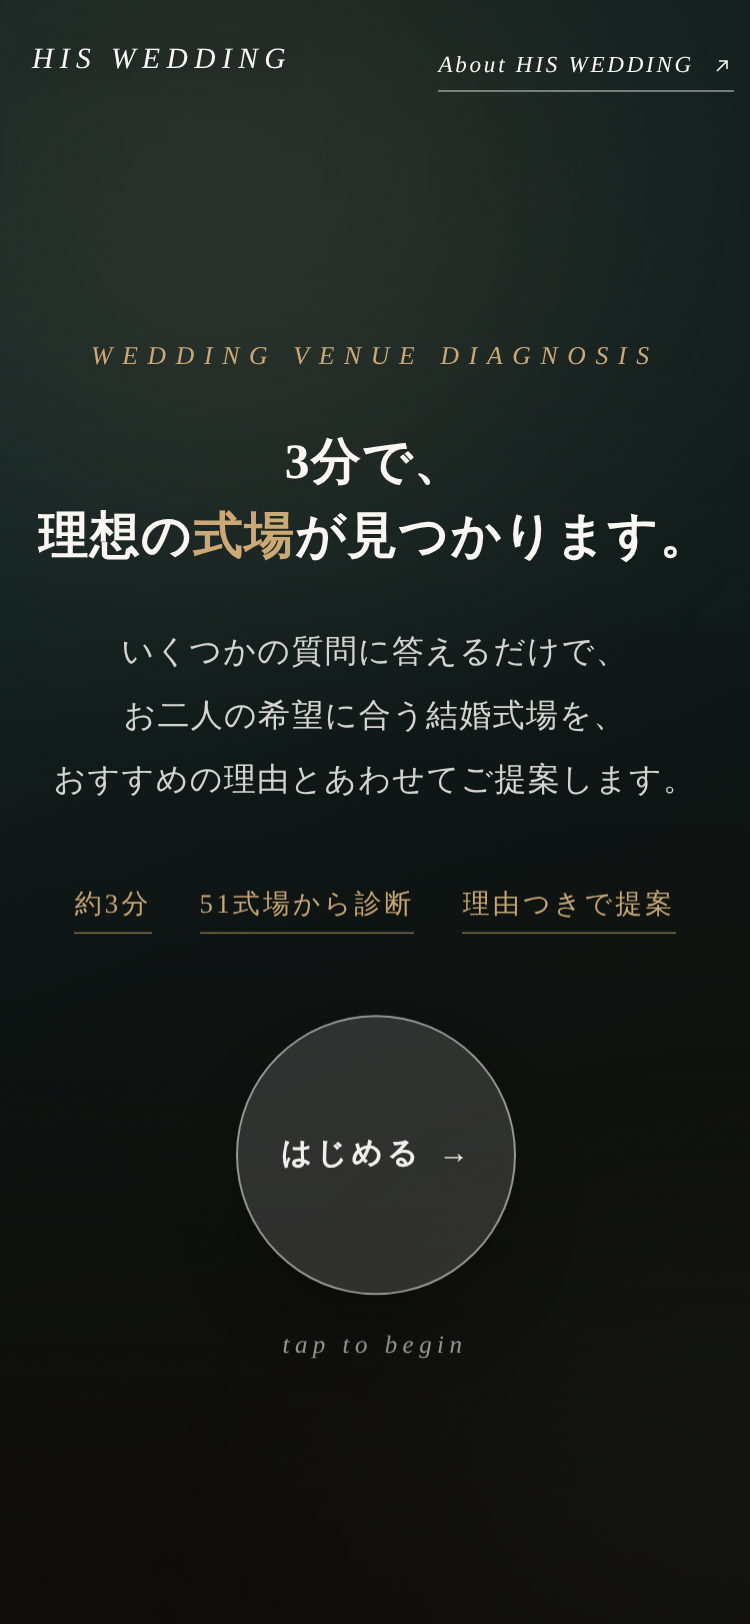 HIS WEDDING
About HIS WEDDING ↗
WEDDING VENUE DIAGNOSIS
3分で、
理想の式場が見つかります。
いくつかの質問に答えるだけで、
お二人の希望に合う結婚式場を、
おすすめの理由とあわせてご提案します。
約3分 51式場から診断 理由つきで提案
はじめる →
tap to begin